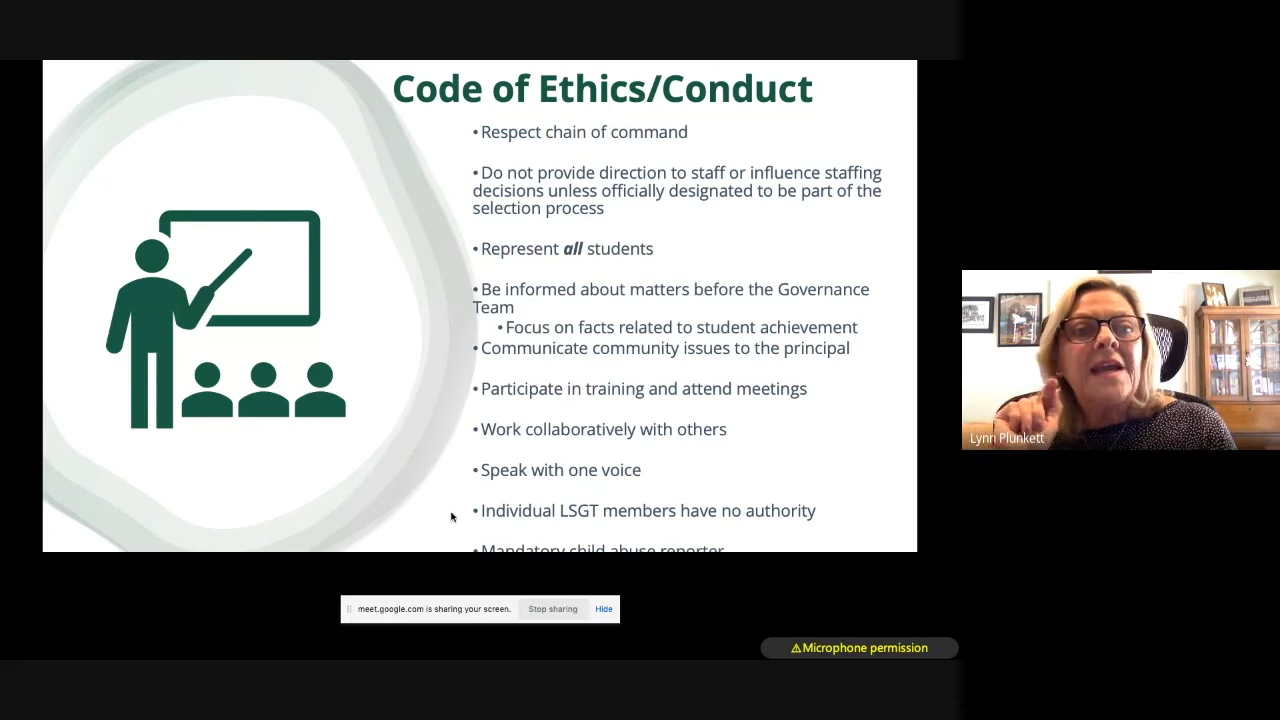 Code of Ethics/Conduct
•Respect chain of command
•Do not provide direction to staff or influence staffing
decisions unless officially designated to be part of the
selection process
•Represent all students
•Be informed about matters before the Governance
Team
•Focus on facts related to student achievement
•Communicate community issues to the principal
•Participate in training and attend meetings
•Work collaboratively with others
•Speak with one voice
•Individual LSGT members have no authority
•Mandatory child abuse reporter
Lynn Plunkett
meet.google.com is sharing your screen. Stop sharing Hide
⚠Microphone permission